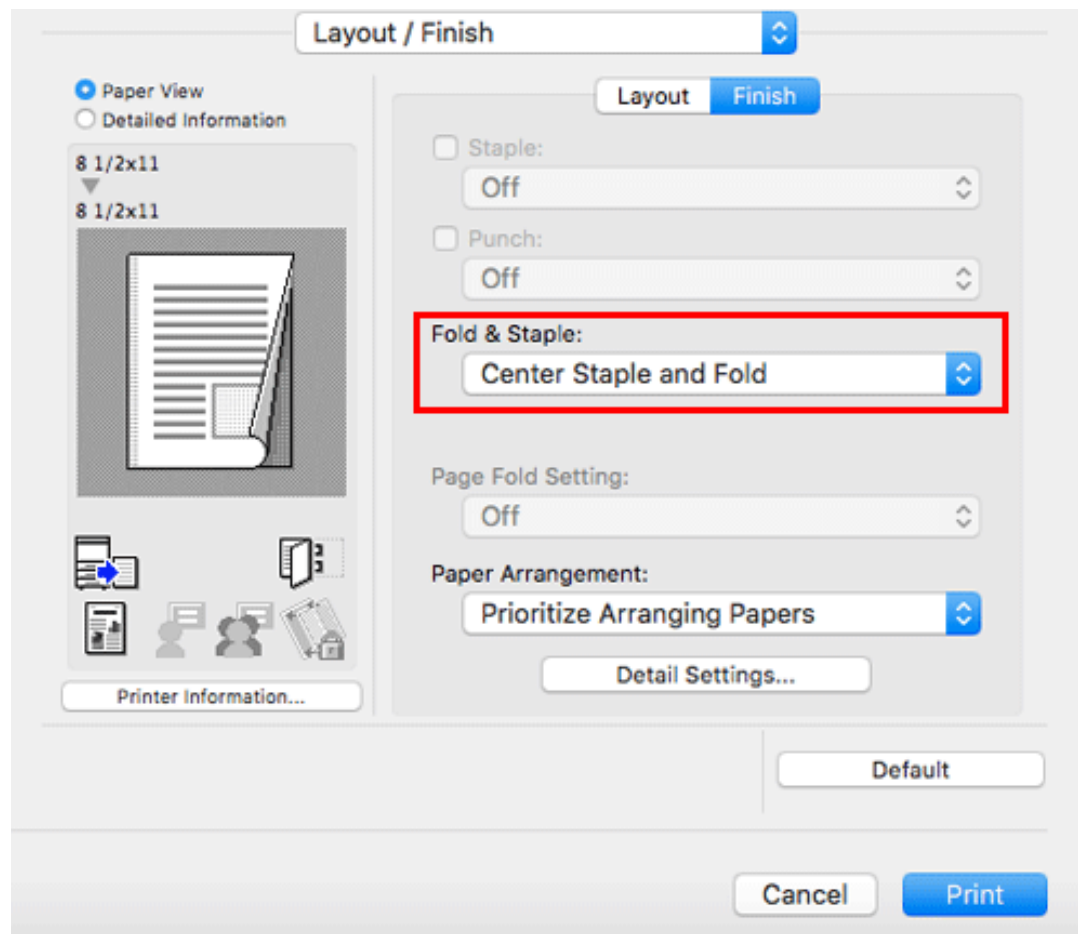 Layout / Finish
Paper View
Detailed Information
8 1/2x11
8 1/2x11
Printer Information...
Layout Finish
Staple:
Off
Punch:
Off
Fold & Staple:
Center Staple and Fold
Page Fold Setting:
Off
Paper Arrangement:
Prioritize Arranging Papers
Detail Settings...
Default
Cancel Print